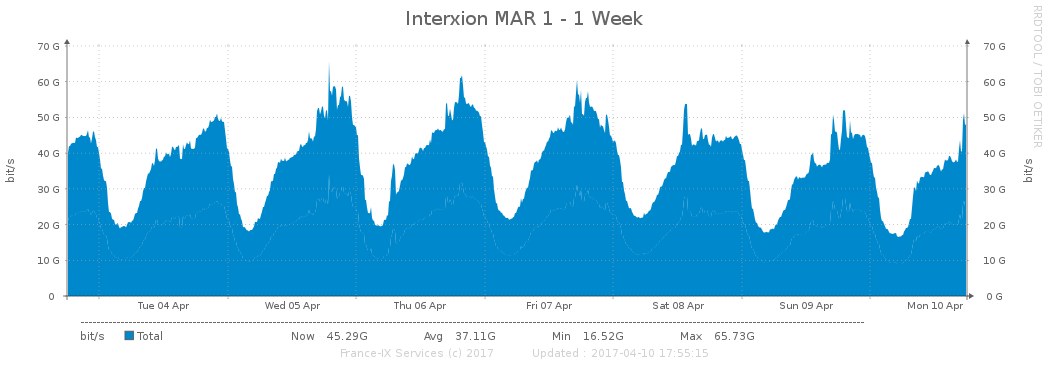 Interxion MAR 1 - 1 Week
RRDTOOL / TOBI OETIKER
70 G 70 G
60 G 60 G
50 G 50 G
40 G 40 G
30 G 30 G
20 G 20 G
10 G 10 G
0 0 G
bit/s bit/s
Tue 04 Apr Wed 05 Apr Thu 06 Apr Fri 07 Apr Sat 08 Apr Sun 09 Apr Mon 10 Apr
bit/s Total Now 45.29G Avg 37.11G Min 16.52G Max 65.73G
France-IX Services (c) 2017 Updated : 2017-04-10 17:55:15